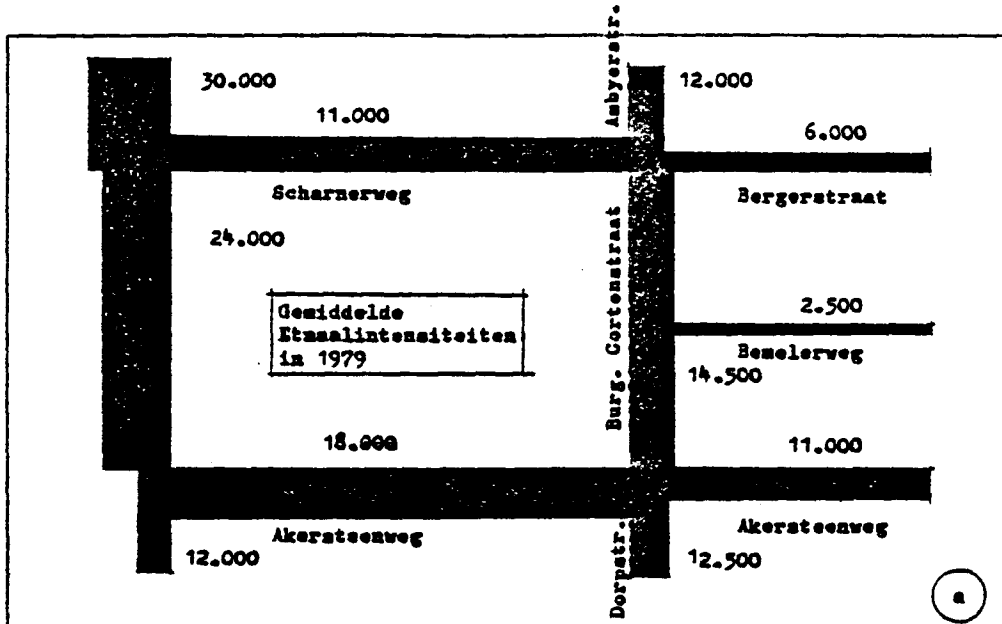 30.000
11.000
Scharnerweg
24.000
Gemiddelde
Etmaalintensiteiten
in 1979
18.000
Akersteenweg
12.000
Ambyerstr.
12.000
6.000
Bergerstraat
Burg. Cortenstraat
2.500
Bemelerweg
14.500
11.000
Akersteenweg
Dorpstr.
12.500
a